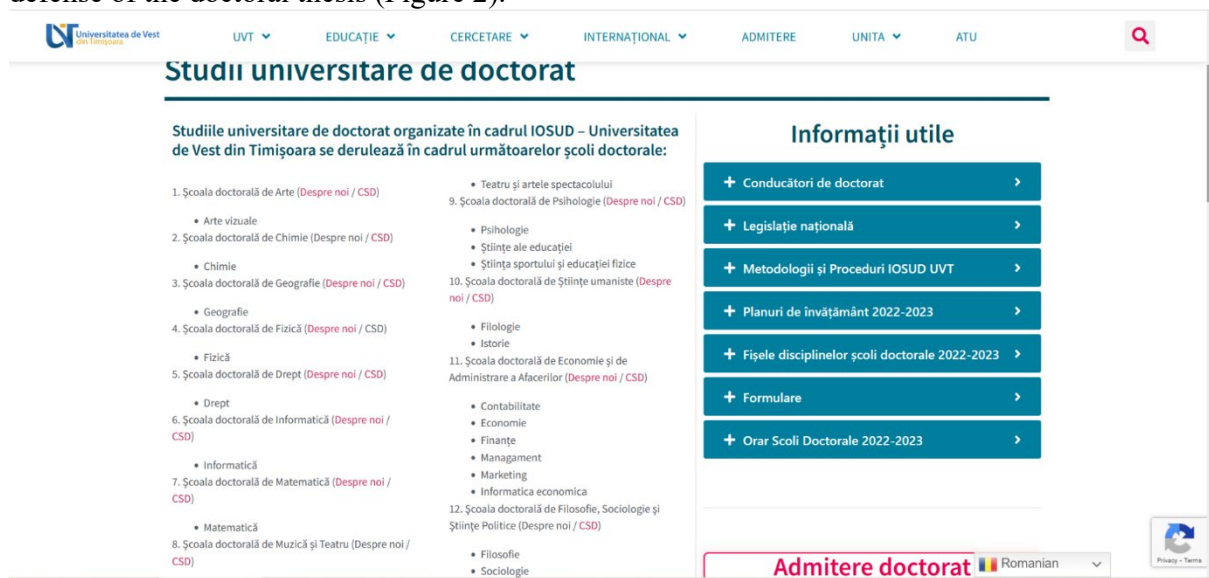 defense of the doctoral thesis (Figure 2).
Universitatea de Vest
din Timișoara
UVT
EDUCAȚIE
CERCETARE
INTERNAȚIONAL
ADMITERE
UNITA
ATU
Studii universitare de doctorat
Studiile universitare de doctorat organizate în cadrul IOSUD – Universitatea
de Vest din Timișoara se derulează în cadrul următoarelor școli doctorale:
1. Școala doctorală de Arte (Despre noi / CSD)
• Arte vizuale
2. Școala doctorală de Chimie (Despre noi / CSD)
• Chimie
3. Școala doctorală de Geografie (Despre noi / CSD)
• Geografie
4. Școala doctorală de Fizică (Despre noi / CSD)
• Fizică
5. Școala doctorală de Drept (Despre noi / CSD)
• Drept
6. Școala doctorală de Informatică (Despre noi /
CSD)
• Informatică
7. Școala doctorală de Matematică (Despre noi /
CSD)
• Matematică
8. Școala doctorală de Muzică și Teatru (Despre noi /
CSD)
• Teatru și artele spectacolului
9. Școala doctorală de Psihologie (Despre noi / CSD)
• Psihologie
• Științe ale educației
• Știința sportului și educației fizice
10. Școala doctorală de Științe umaniste (Despre
noi / CSD)
• Filologie
• Istorie
11. Școala doctorală de Economie și de
Administrare a Afacerilor (Despre noi / CSD)
• Contabilitate
• Economie
• Finanțe
• Managament
• Marketing
• Informatica economica
12. Școala doctorală de Filosofie, Sociologie și
Științe Politice (Despre noi / CSD)
• Filosofie
• Sociologie
Informații utile
Conducători de doctorat
Legislație națională
Metodologii și Proceduri IOSUD UVT
Planuri de învățământ 2022-2023
Fișele disciplinelor școli doctorale 2022-2023
Formulare
Orar Scoli Doctorale 2022-2023
Admitere doctorat
Romanian
Privacy - Terms